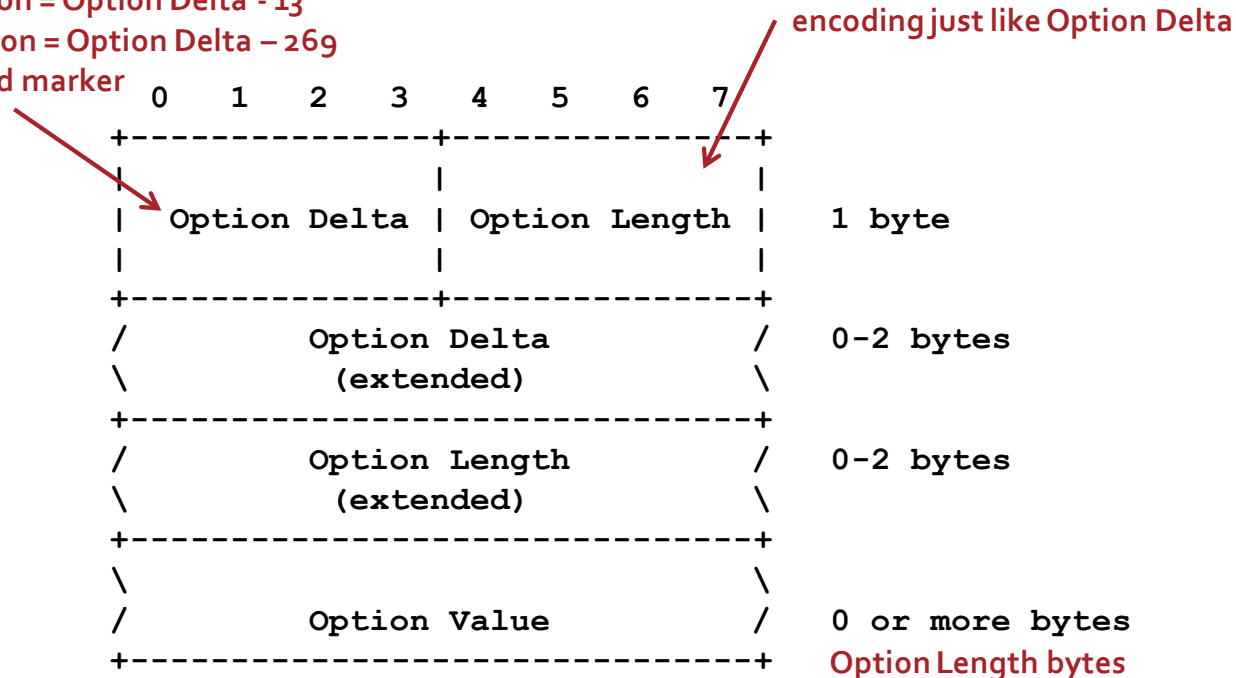 on = Option Delta - 13
on = Option Delta – 269
d marker
encoding just like Option Delta
0 1 2 3 4 5 6 7
+---------------+---------------+
| | |
| Option Delta | Option Length | 1 byte
| | |
+---------------+---------------+
/ Option Delta / 0-2 bytes
\ (extended) \
+-------------------------------+
/ Option Length / 0-2 bytes
\ (extended) \
+-------------------------------+
\ \
/ Option Value / 0 or more bytes
+-------------------------------+ Option Length bytes